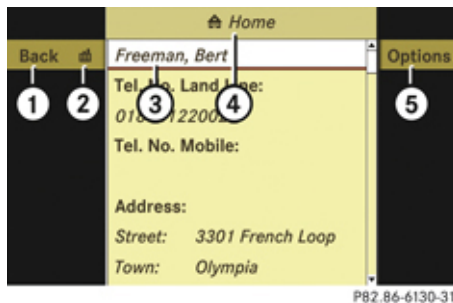 Home
Back
Freeman, Bert
Options
Tel. No. Land Line:
1
2
3
4
5
Tel. No. Mobile:
Address:
Street: 3301 French Loop
Town: Olympia
P82.86-6130-31